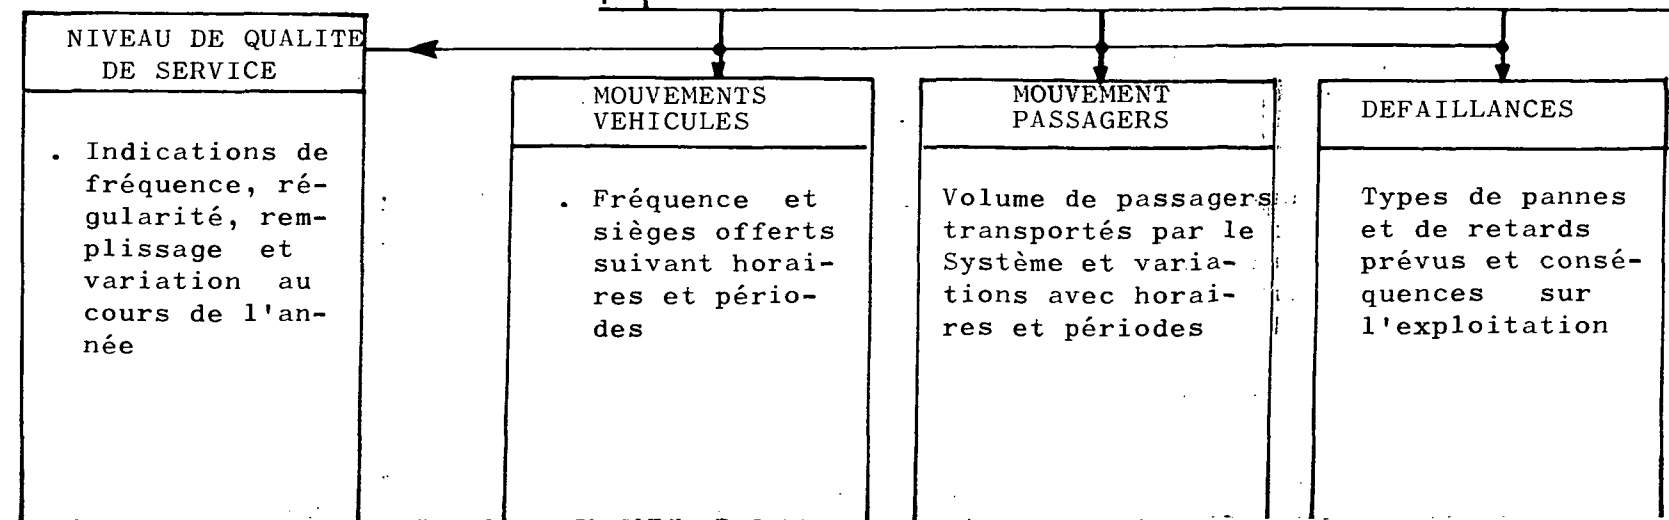 NIVEAU DE QUALITE
DE SERVICE
. Indications de
fréquence, ré-
gularité, rem-
plissage et
variation au
cours de l'an-
née
MOUVEMENTS
VEHICULES
. Fréquence et
sièges offerts
suivant horai-
res et pério-
des
MOUVEMENT
PASSAGERS
Volume de passagers
transportés par le
Système et varia-
tions avec horai-
res et périodes
DEFAILLANCES
Types de pannes
et de retards
prévus et consé-
quences sur
l'exploitation